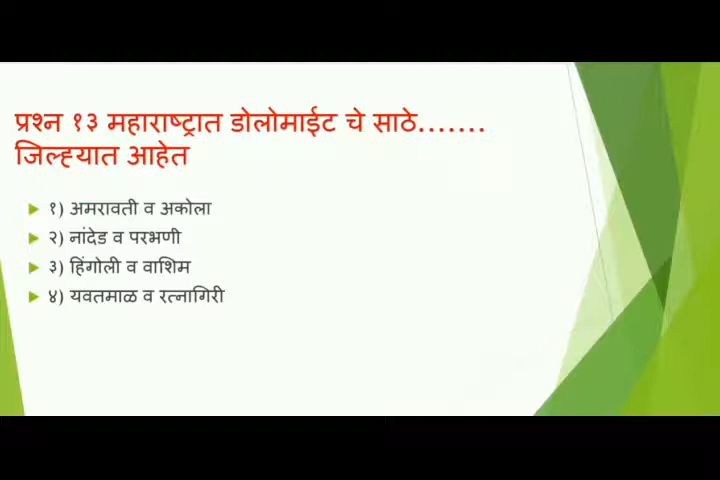 प्रश्न १३ महाराष्ट्रात डोलोमाईट चे साठे.......
जिल्ह्यात आहेत
१) अमरावती व अकोला
२) नांदेड व परभणी
३) हिंगोली व वाशिम
४) यवतमाळ व रत्नागिरी